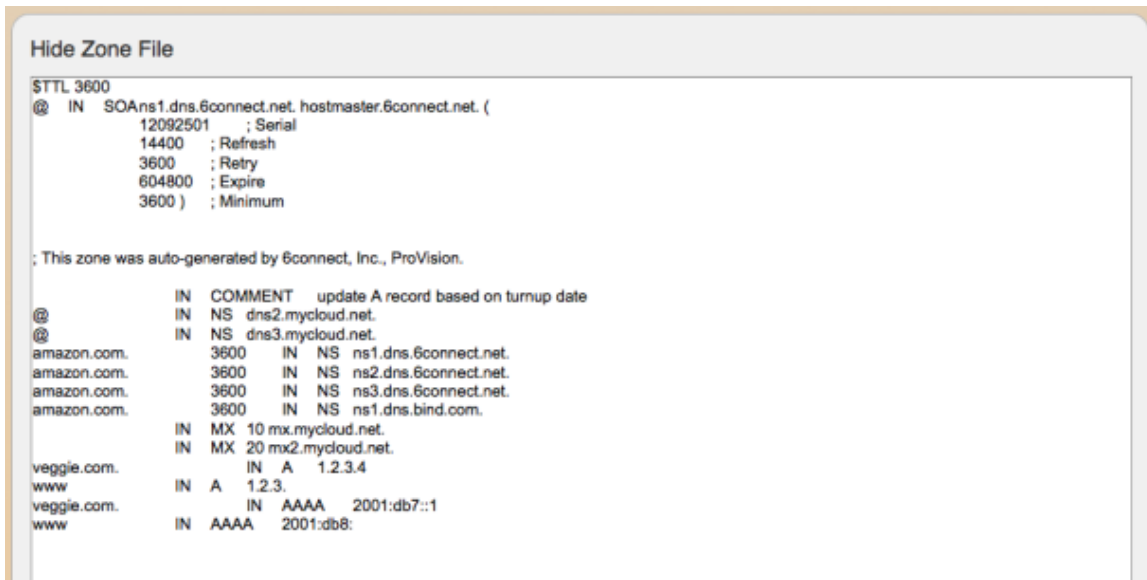 Hide Zone File
$TTL 3600
@ IN SOAns1.dns.6connect.net. hostmaster.6connect.net. (
12092501 ; Serial
14400 ; Refresh
3600 ; Retry
604800 ; Expire
3600 ) ; Minimum
; This zone was auto-generated by 6connect, Inc., ProVision.
IN COMMENT update A record based on turnup date
@ IN NS dns2.mycloud.net.
@ IN NS dns3.mycloud.net.
amazon.com. 3600 IN NS ns1.dns.6connect.net.
amazon.com. 3600 IN NS ns2.dns.6connect.net.
amazon.com. 3600 IN NS ns3.dns.6connect.net.
amazon.com. 3600 IN NS ns1.dns.bind.com.
IN MX 10 mx.mycloud.net.
IN MX 20 mx2.mycloud.net.
veggie.com. IN A 1.2.3.4
www IN A 1.2.3.
veggie.com. IN AAAA 2001:db7::1
www IN AAAA 2001:db8: